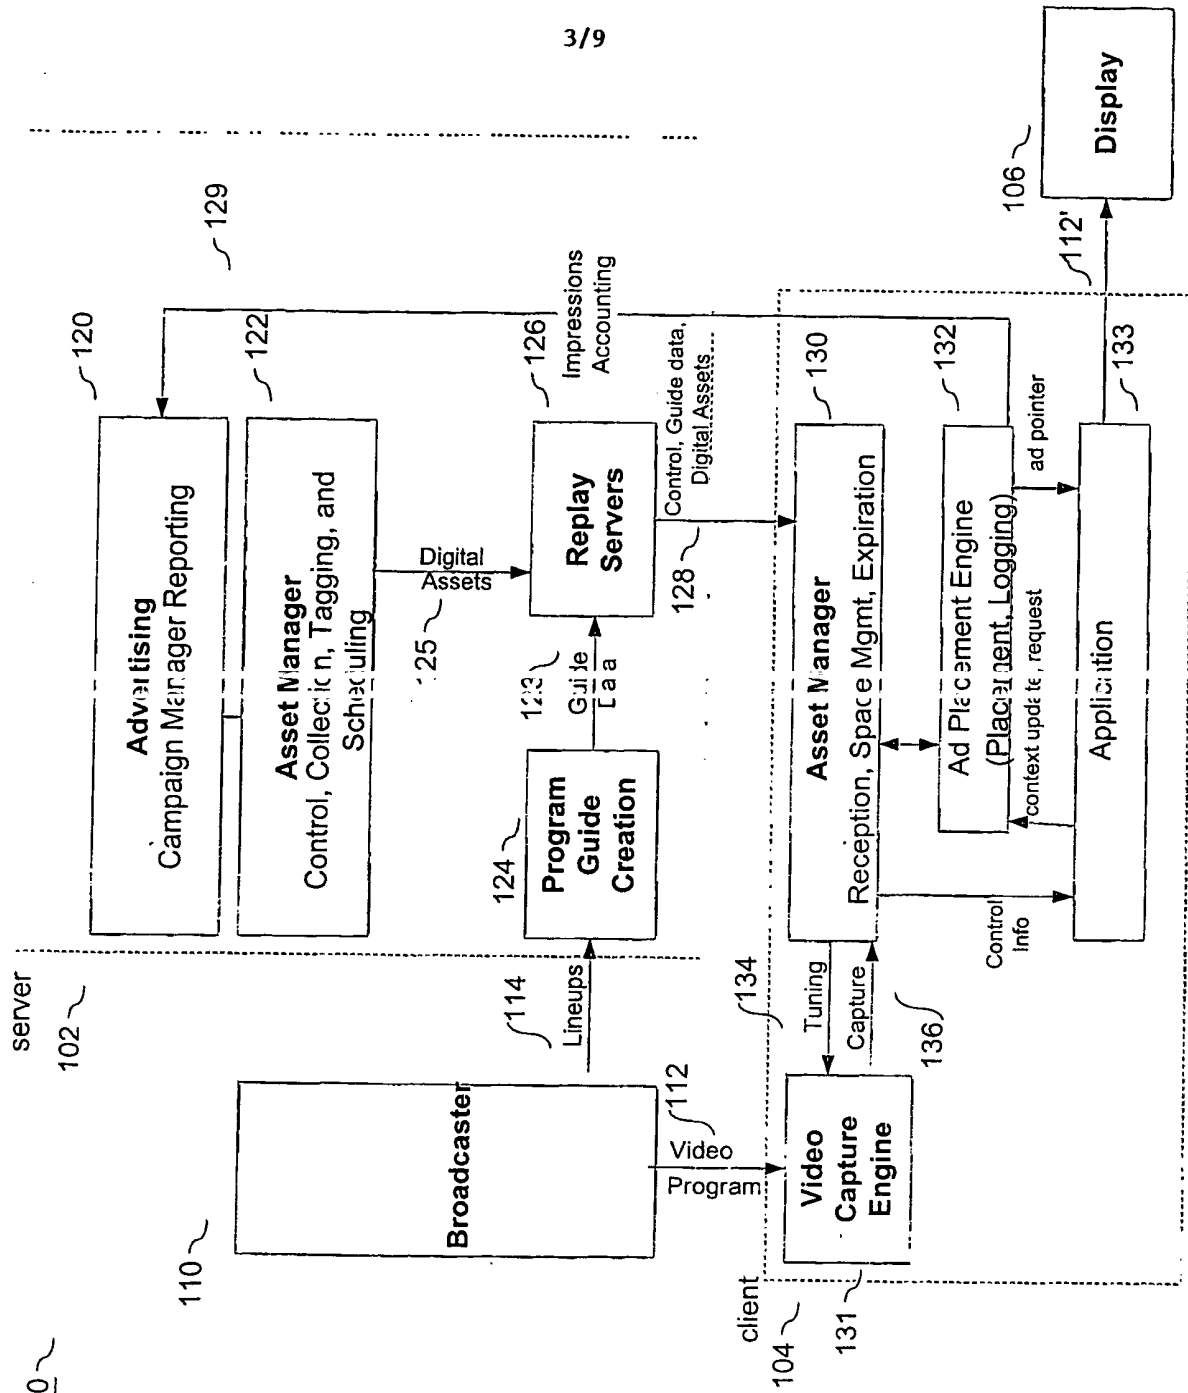 3/9
server
102
110
Broadcaster
114
Lineups
112
Video
Program
120
Advertising
Campaign Manager Reporting
122
Asset Manager
Control, Collection, Tagging, and
Scheduling
129
125
Digital
Assets
124
Program
Guide
Creation
123
Guide
126
Replay
Servers
Impressions
Accounting
128
Control, Guide data,
Digital Assets
client
104
131
Video
Capture
Engine
134
Tuning
Capture
136
130
Asset Manager
Reception, Space Mgmt, Expiration
132
Ad Placement Engine
(Placement, Logging)
Control
Info
context update, request
ad pointer
133
Application
112'
106
Display